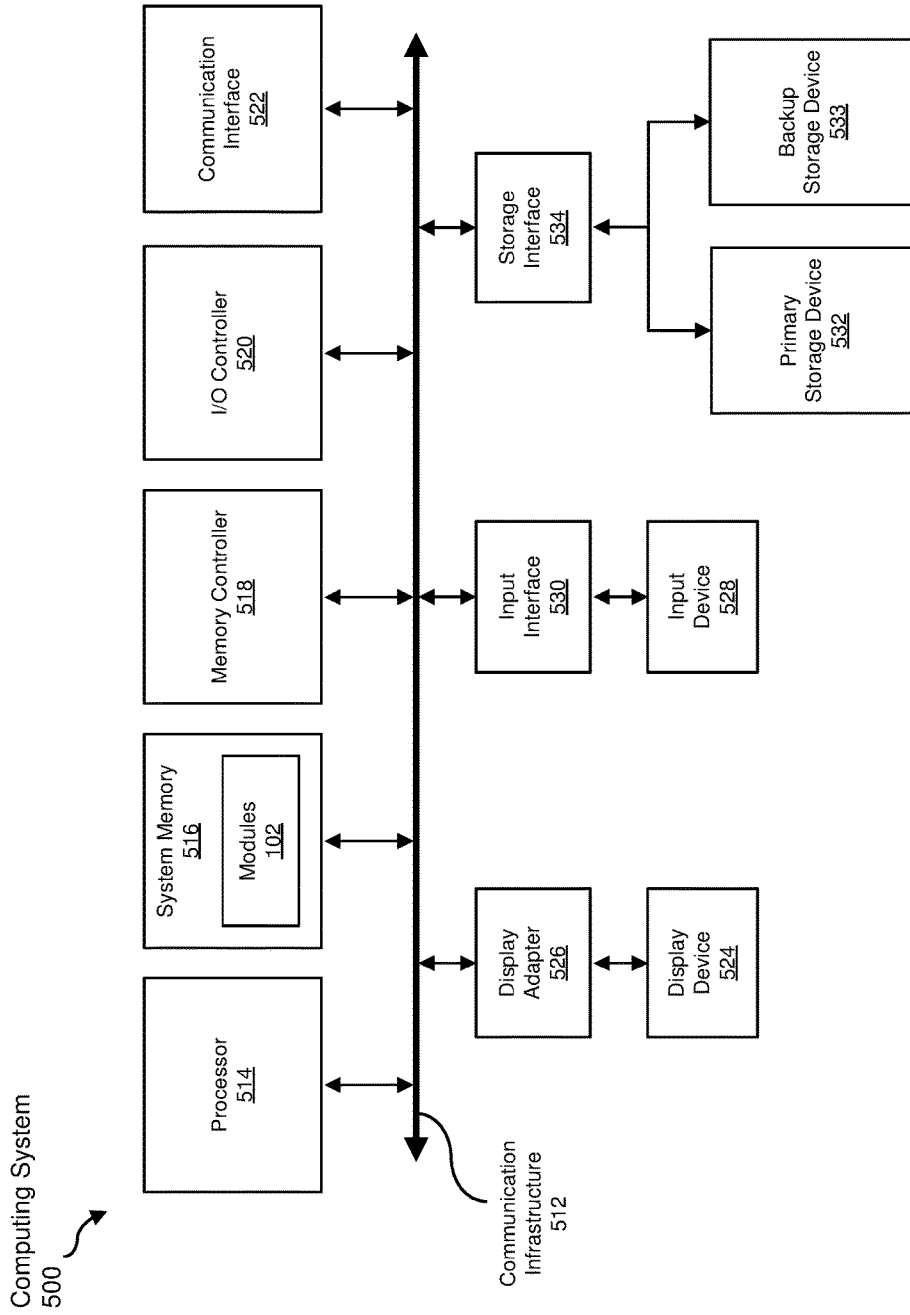 Computing System
500
Processor
514
System Memory
516
Modules
102
Memory Controller
518
I/O Controller
520
Communication
Interface
522
Communication
Infrastructure
512
Display
Adapter
526
Input
Interface
530
Storage
Interface
534
Display
Device
524
Input
Device
528
Primary
Storage Device
532
Backup
Storage Device
533